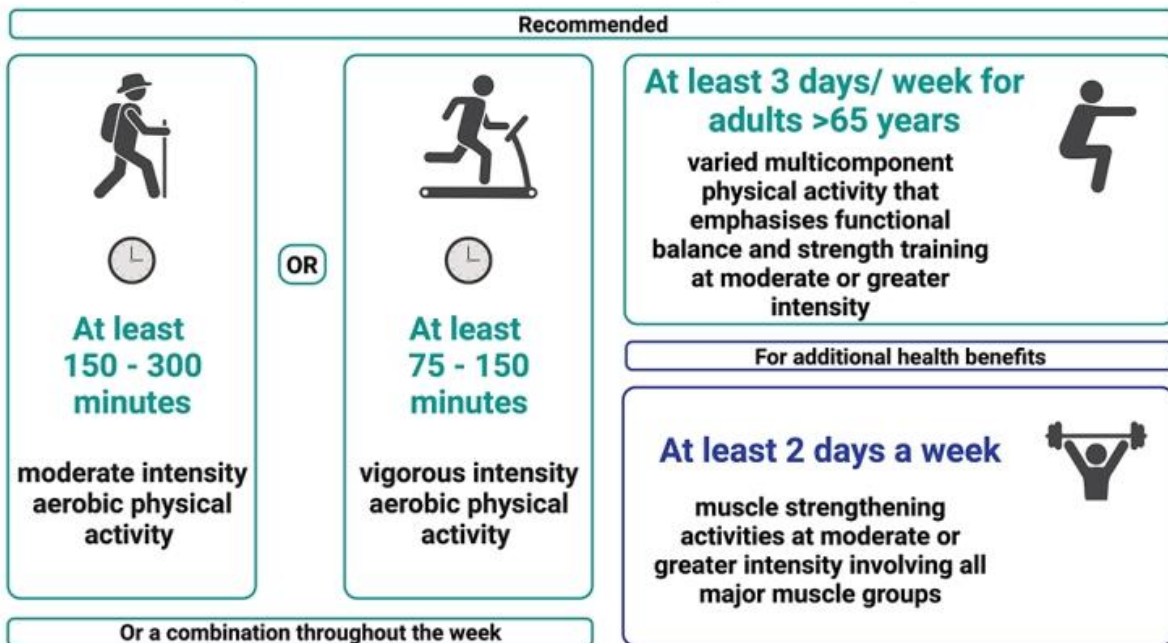 Recommended
At least
150 - 300
minutes
moderate intensity
aerobic physical
activity
OR
At least
75 - 150
minutes
vigorous intensity
aerobic physical
activity
Or a combination throughout the week
At least 3 days/ week for
adults >65 years
varied multicomponent
physical activity that
emphasises functional
balance and strength training
at moderate or greater
intensity
For additional health benefits
At least 2 days a week
muscle strengthening
activities at moderate or
greater intensity involving all
major muscle groups